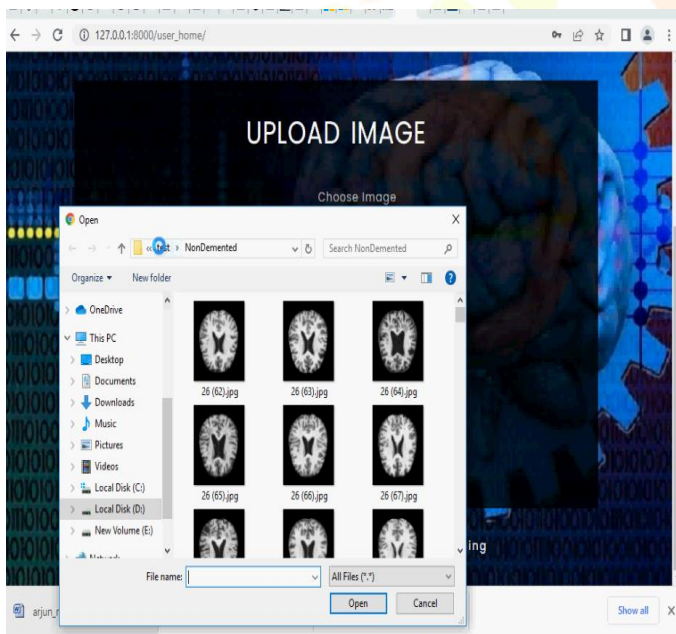 127.0.0.1:8000/user_home/
UPLOAD IMAGE
Choose Image
Open
« test › NonDemented
Search NonDemented
Organize
New folder
OneDrive
This PC
Desktop
Documents
Downloads
Music
Pictures
Videos
Local Disk (C:)
Local Disk (D:)
New Volume (E:)
Network
26 (62).jpg
26 (63).jpg
26 (64).jpg
26 (65).jpg
26 (66).jpg
26 (67).jpg
ing
File name:
All Files (*.*)
Open
Cancel
Show all